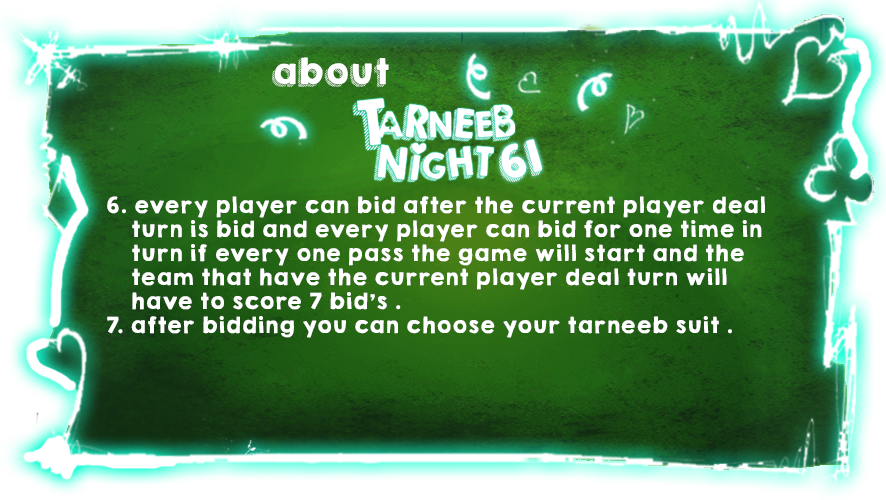 about
TARNEEB
NIGHT 61
6. every player can bid after the current player deal
turn is bid and every player can bid for one time in
turn if every one pass the game will start and the
team that have the current player deal turn will
have to score 7 bid's .
7. after bidding you can choose your tarneeb suit .